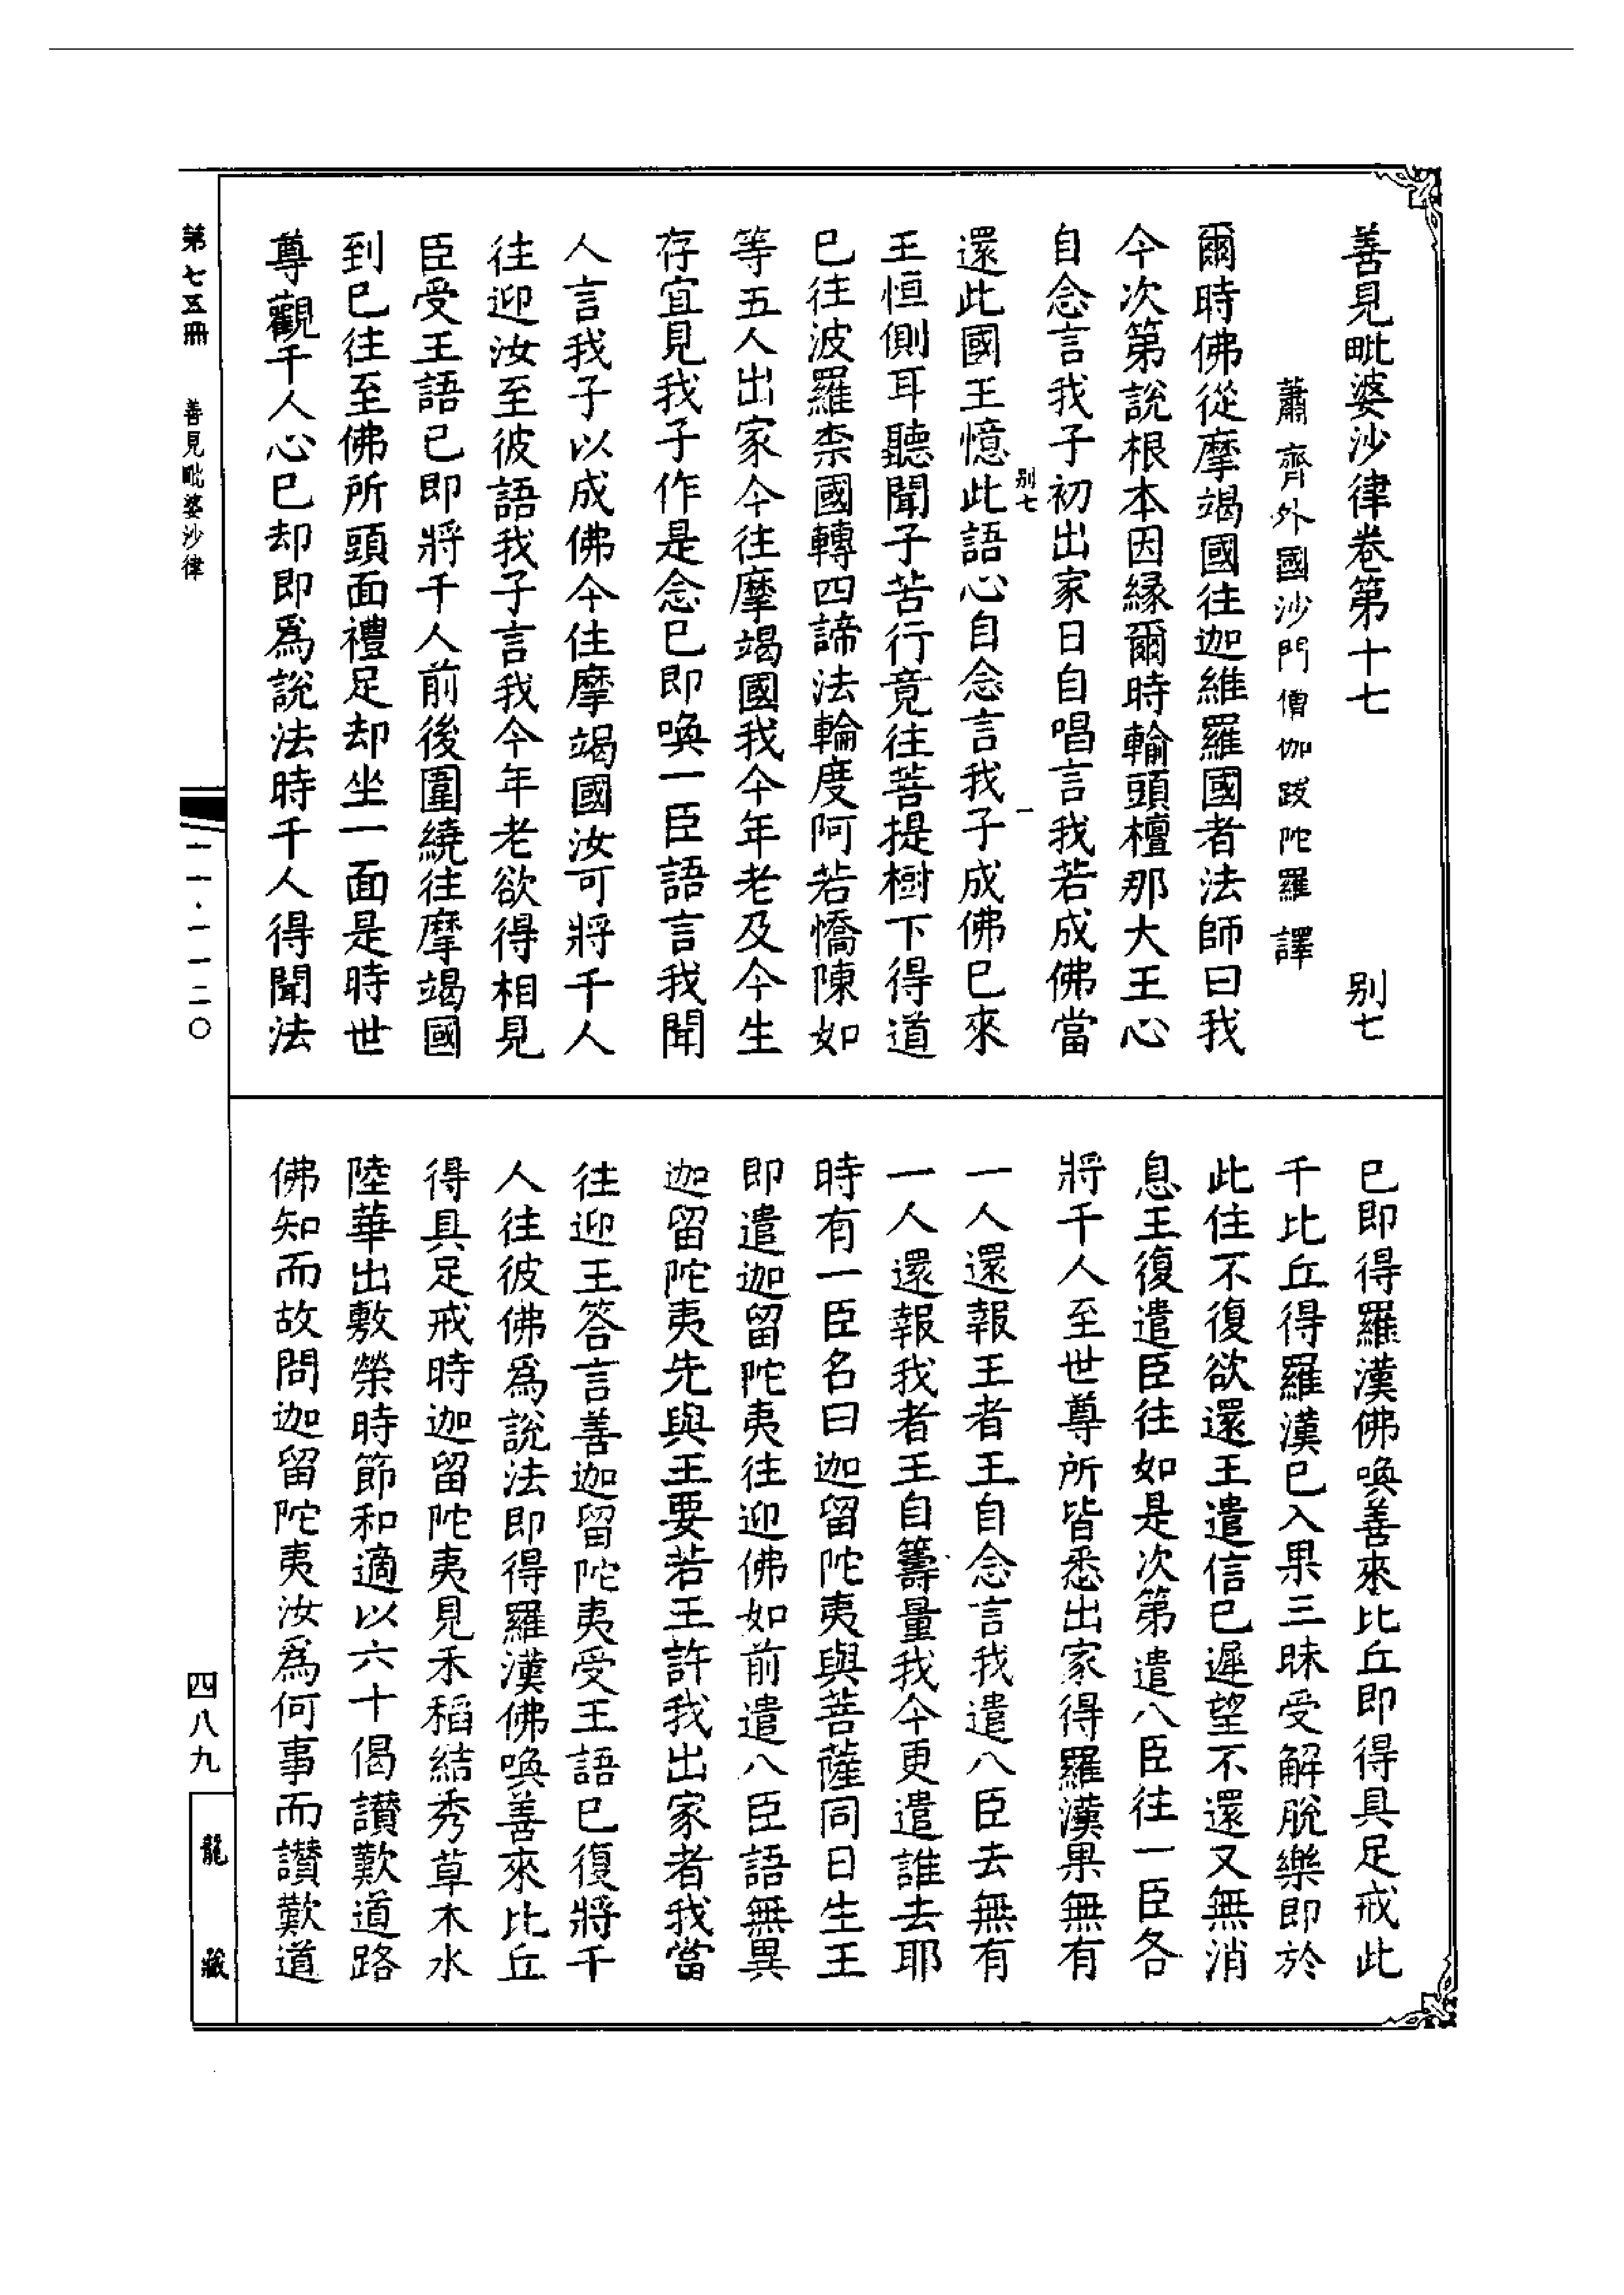 善見毗婆沙律卷第十七　別七
蕭齊外國沙門僧伽跋陀羅譯
爾時佛從摩竭國往迦維羅國者法師曰我
今次第說根本因緣爾時輸頭檀那大王心
自念言我子初出家日自唱言我若成佛當
別七　一
還此國王憶此語心自念言我子成佛已來
王恒側耳聽聞子苦行竟往菩提樹下得道
已往波羅柰國轉四諦法輪度阿若憍陳如
等五人出家今往摩竭國我今年老及今生
存宜見我子作是念已即喚一臣語言我聞
人言我子以成佛今住摩竭國汝可將千人
往迎汝至彼語我子言我今年老欲得相見
臣受王語已即將千人前後圍繞往摩竭國
到已往至佛所頭面禮足却坐一面是時世
尊觀千人心已却即爲說法時千人得聞法
已即得羅漢佛喚善來比丘即得具足戒此
千比丘得羅漢已入果三昧受解脫樂即於
此住不復欲還王遣信已遲望不還又無消
息王復遣臣往如是次第遣八臣往一臣各
將千人至世尊所皆悉出家得羅漢果無有
一人還報王者王自念言我遣八臣去無有
一人還報我者王自籌量我今更遣誰去耶
時有一臣名曰迦留陀夷與菩薩同日生王
即遣迦留陀夷往迎佛如前遣八臣語無異
迦留陀夷先與王要若王許我出家者我當
往迎王答言善迦留陀夷受王語已復將千
人往彼佛爲說法即得羅漢佛喚善來比丘
得具足戒時迦留陀夷見禾稻結秀草木水
陸華出敷榮時節和適以六十偈讚歎道路
佛知而故問迦留陀夷汝爲何事而讚歎道
第七五冊　善見毗婆沙律　一一·一一二〇
四八九
龍藏